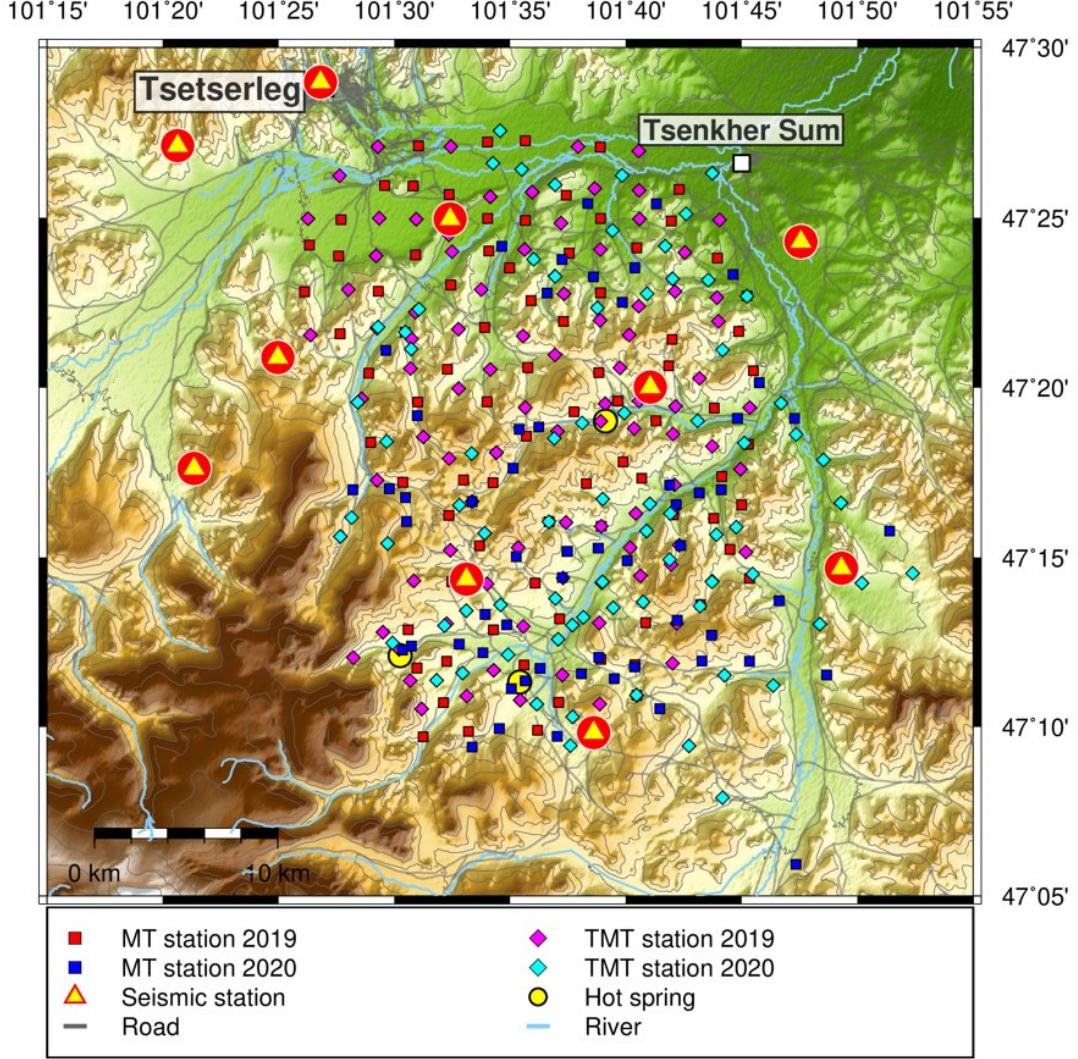 101˚15' 101˚20' 101˚25' 101˚30' 101˚35' 101˚40' 101˚45' 101˚50' 101˚55'
47˚30'
Tsetserleg
Tsenkher Sum
47˚25'
47˚20'
47˚15'
47˚10'
0 km 10 km
47˚05'
MT station 2019 TMT station 2019
MT station 2020 TMT station 2020
Seismic station Hot spring
Road River